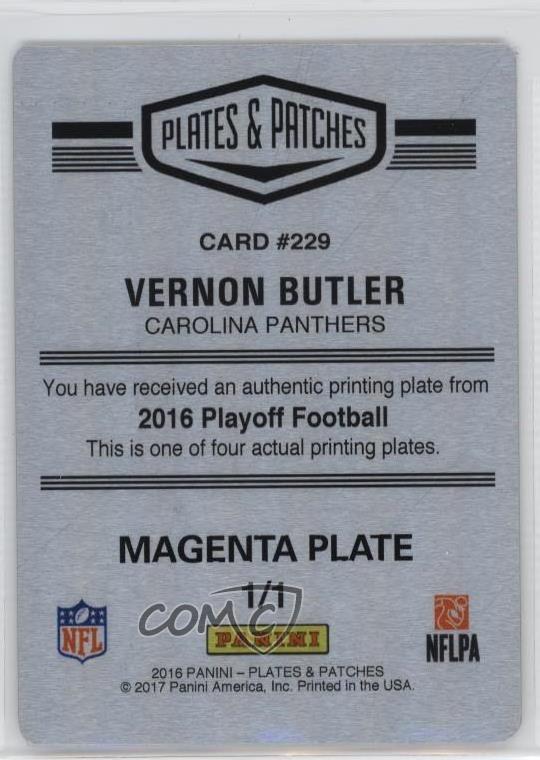 PLATES & PATCHES
CARD #229
VERNON BUTLER
CAROLINA PANTHERS
You have received an authentic printing plate from
2016 Playoff Football
This is one of four actual printing plates.
MAGENTA PLATE
1/1
COMC
NFL
PANINI
NFLPA
2016 PANINI – PLATES & PATCHES
© 2017 Panini America, Inc. Printed in the USA.